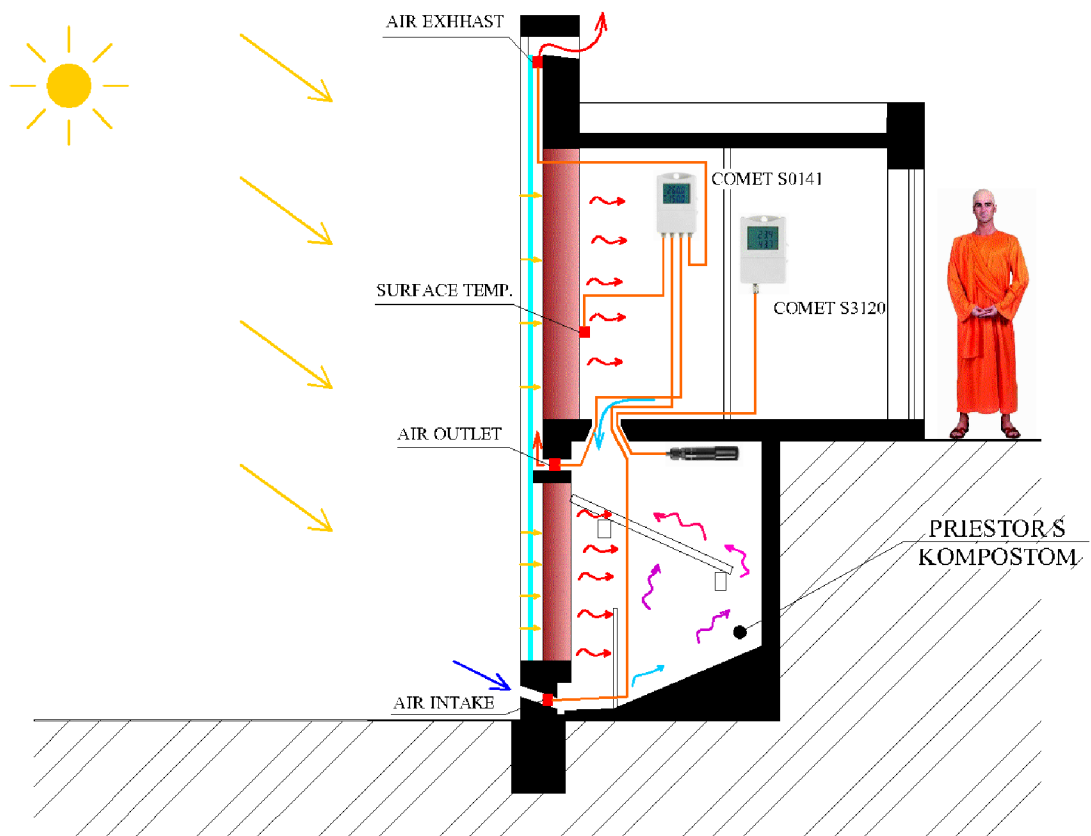 AIR EXHHAST
COMET S0141
SURFACE TEMP.
COMET S3120
AIR OUTLET
PRIESTOR S
KOMPOSTOM
AIR INTAKE